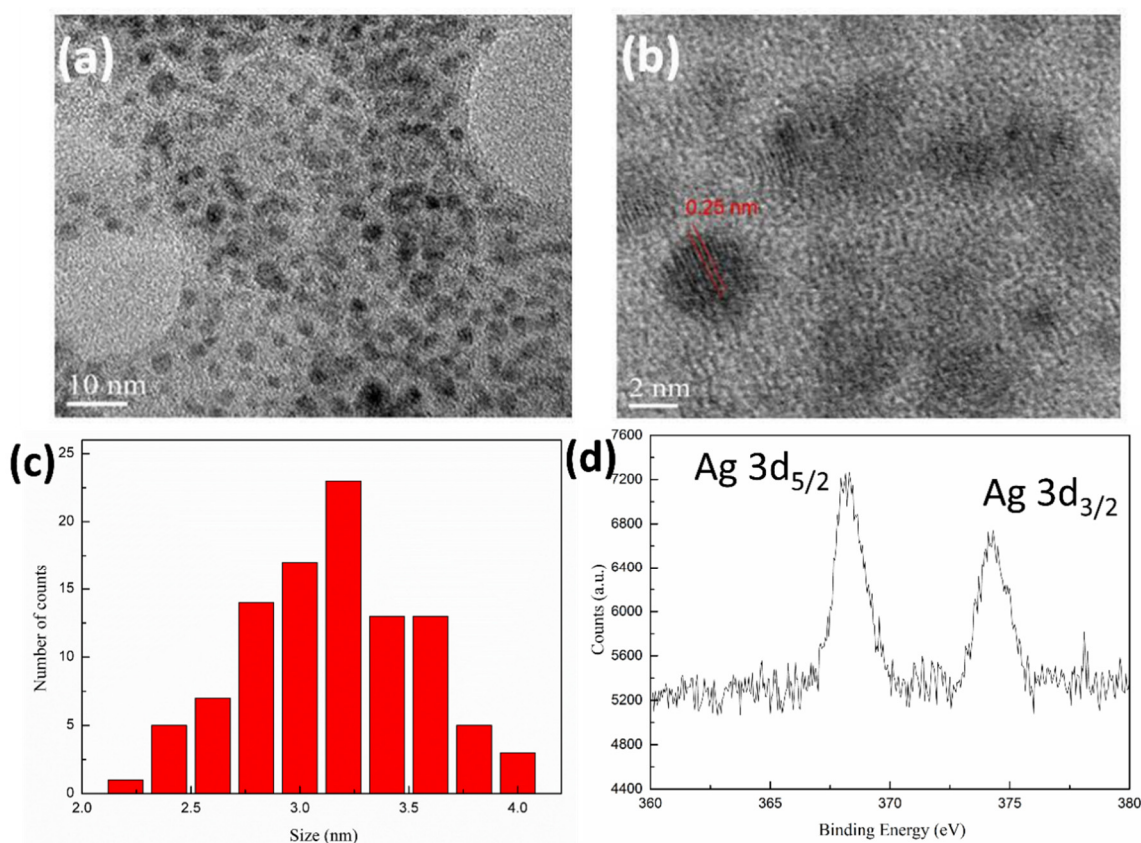 (a)
10 nm
(b)
0.25 nm
2 nm
(c)
25
20
15
10
5
0
Number of counts
2.0 2.5 3.0 3.5 4.0
Size (nm)
(d)
7600
7200
6800
6400
6000
5600
5200
4800
4400
Counts (a.u.)
Ag 3d5/2
Ag 3d3/2
360 365 370 375 380
Binding Energy (eV)